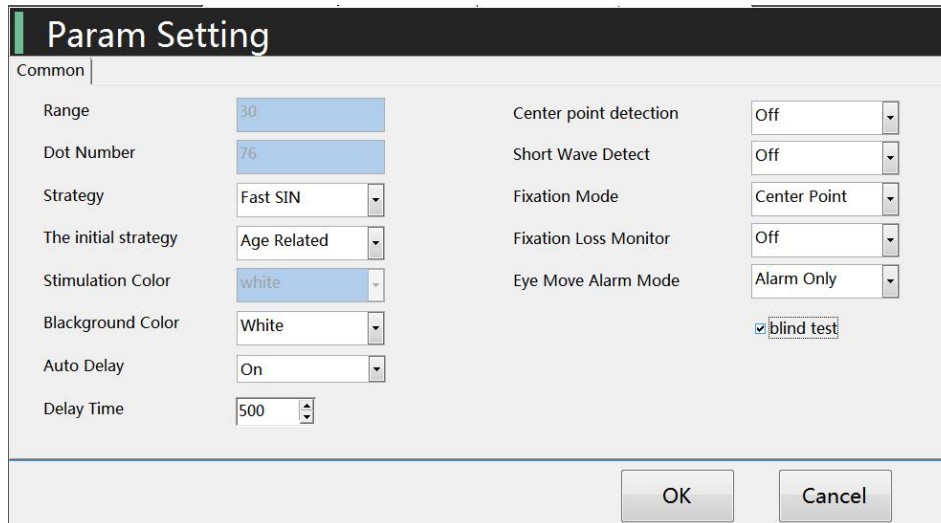 Param Setting
Common
Range 30
Dot Number 76
Strategy Fast SIN
The initial strategy Age Related
Stimulation Color white
Blackground Color White
Auto Delay On
Delay Time 500
Center point detection Off
Short Wave Detect Off
Fixation Mode Center Point
Fixation Loss Monitor Off
Eye Move Alarm Mode Alarm Only
blind test
OK Cancel